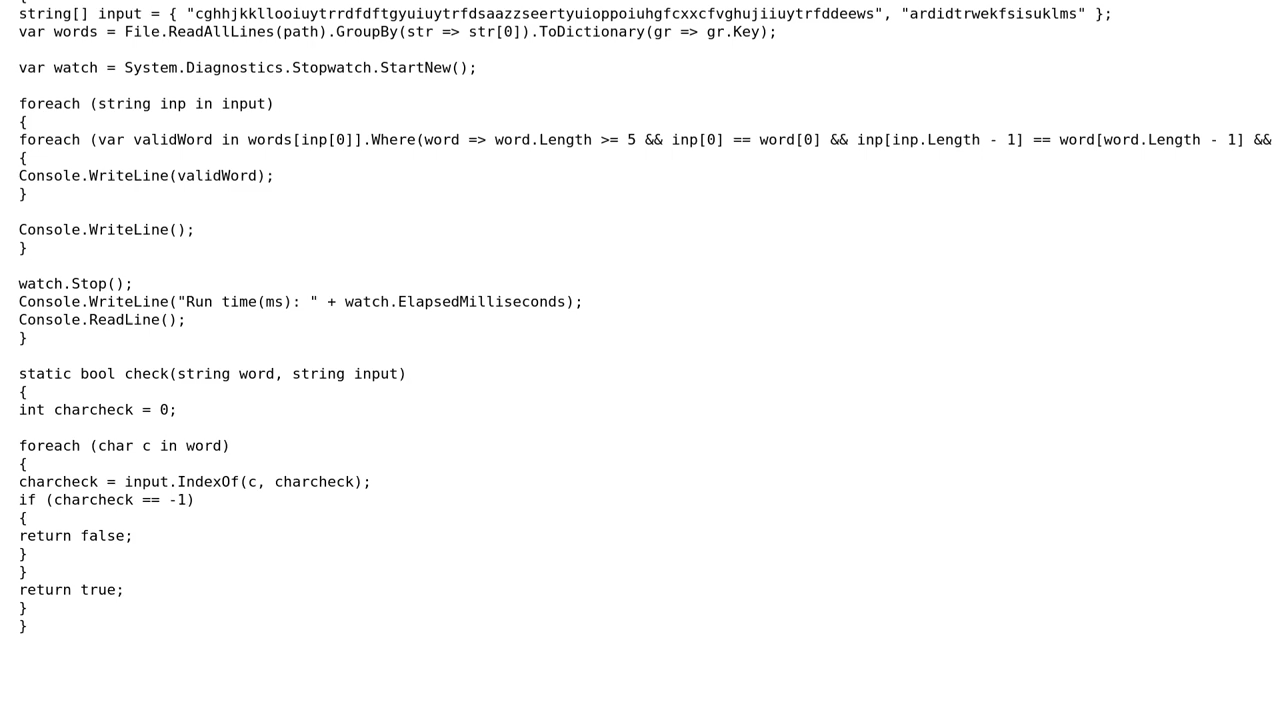 string[] input = { "cghhjkkllooiuytrrdfdftgyuiuytrfdsaazzseertyuioppoiuhgfcxxcfvghujiiuytrfddeews", "ardidtrwekfsisuklms" };
var words = File.ReadAllLines(path).GroupBy(str => str[0]).ToDictionary(gr => gr.Key);
var watch = System.Diagnostics.Stopwatch.StartNew();
foreach (string inp in input)
{
foreach (var validWord in words[inp[0]].Where(word => word.Length >= 5 && inp[0] == word[0] && inp[inp.Length - 1] == word[word.Length - 1] &&
{
Console.WriteLine(validWord);
}
Console.WriteLine();
}
watch.Stop();
Console.WriteLine("Run time(ms): " + watch.ElapsedMilliseconds);
Console.ReadLine();
}
static bool check(string word, string input)
{
int charcheck = 0;
foreach (char c in word)
{
charcheck = input.IndexOf(c, charcheck);
if (charcheck == -1)
{
return false;
}
}
return true;
}
}